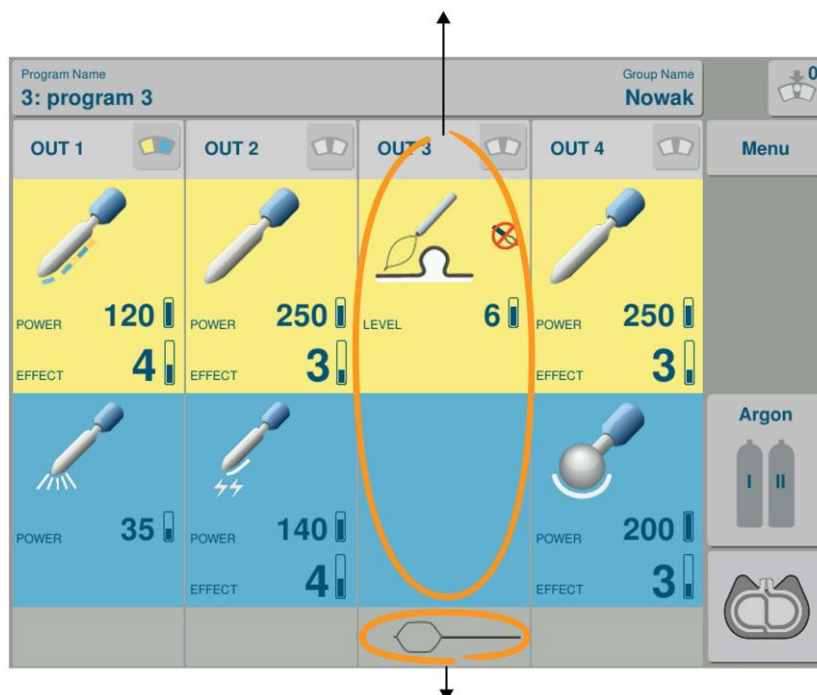 Program Name
3: program 3
Group Name
Nowak
0
OUT 1
OUT 2
OUT 3
OUT 4
Menu
POWER 120
EFFECT 4
POWER 250
EFFECT 3
LEVEL 6
POWER 250
EFFECT 3
Argon
I II
POWER 35
POWER 140
EFFECT 4
POWER 200
EFFECT 3